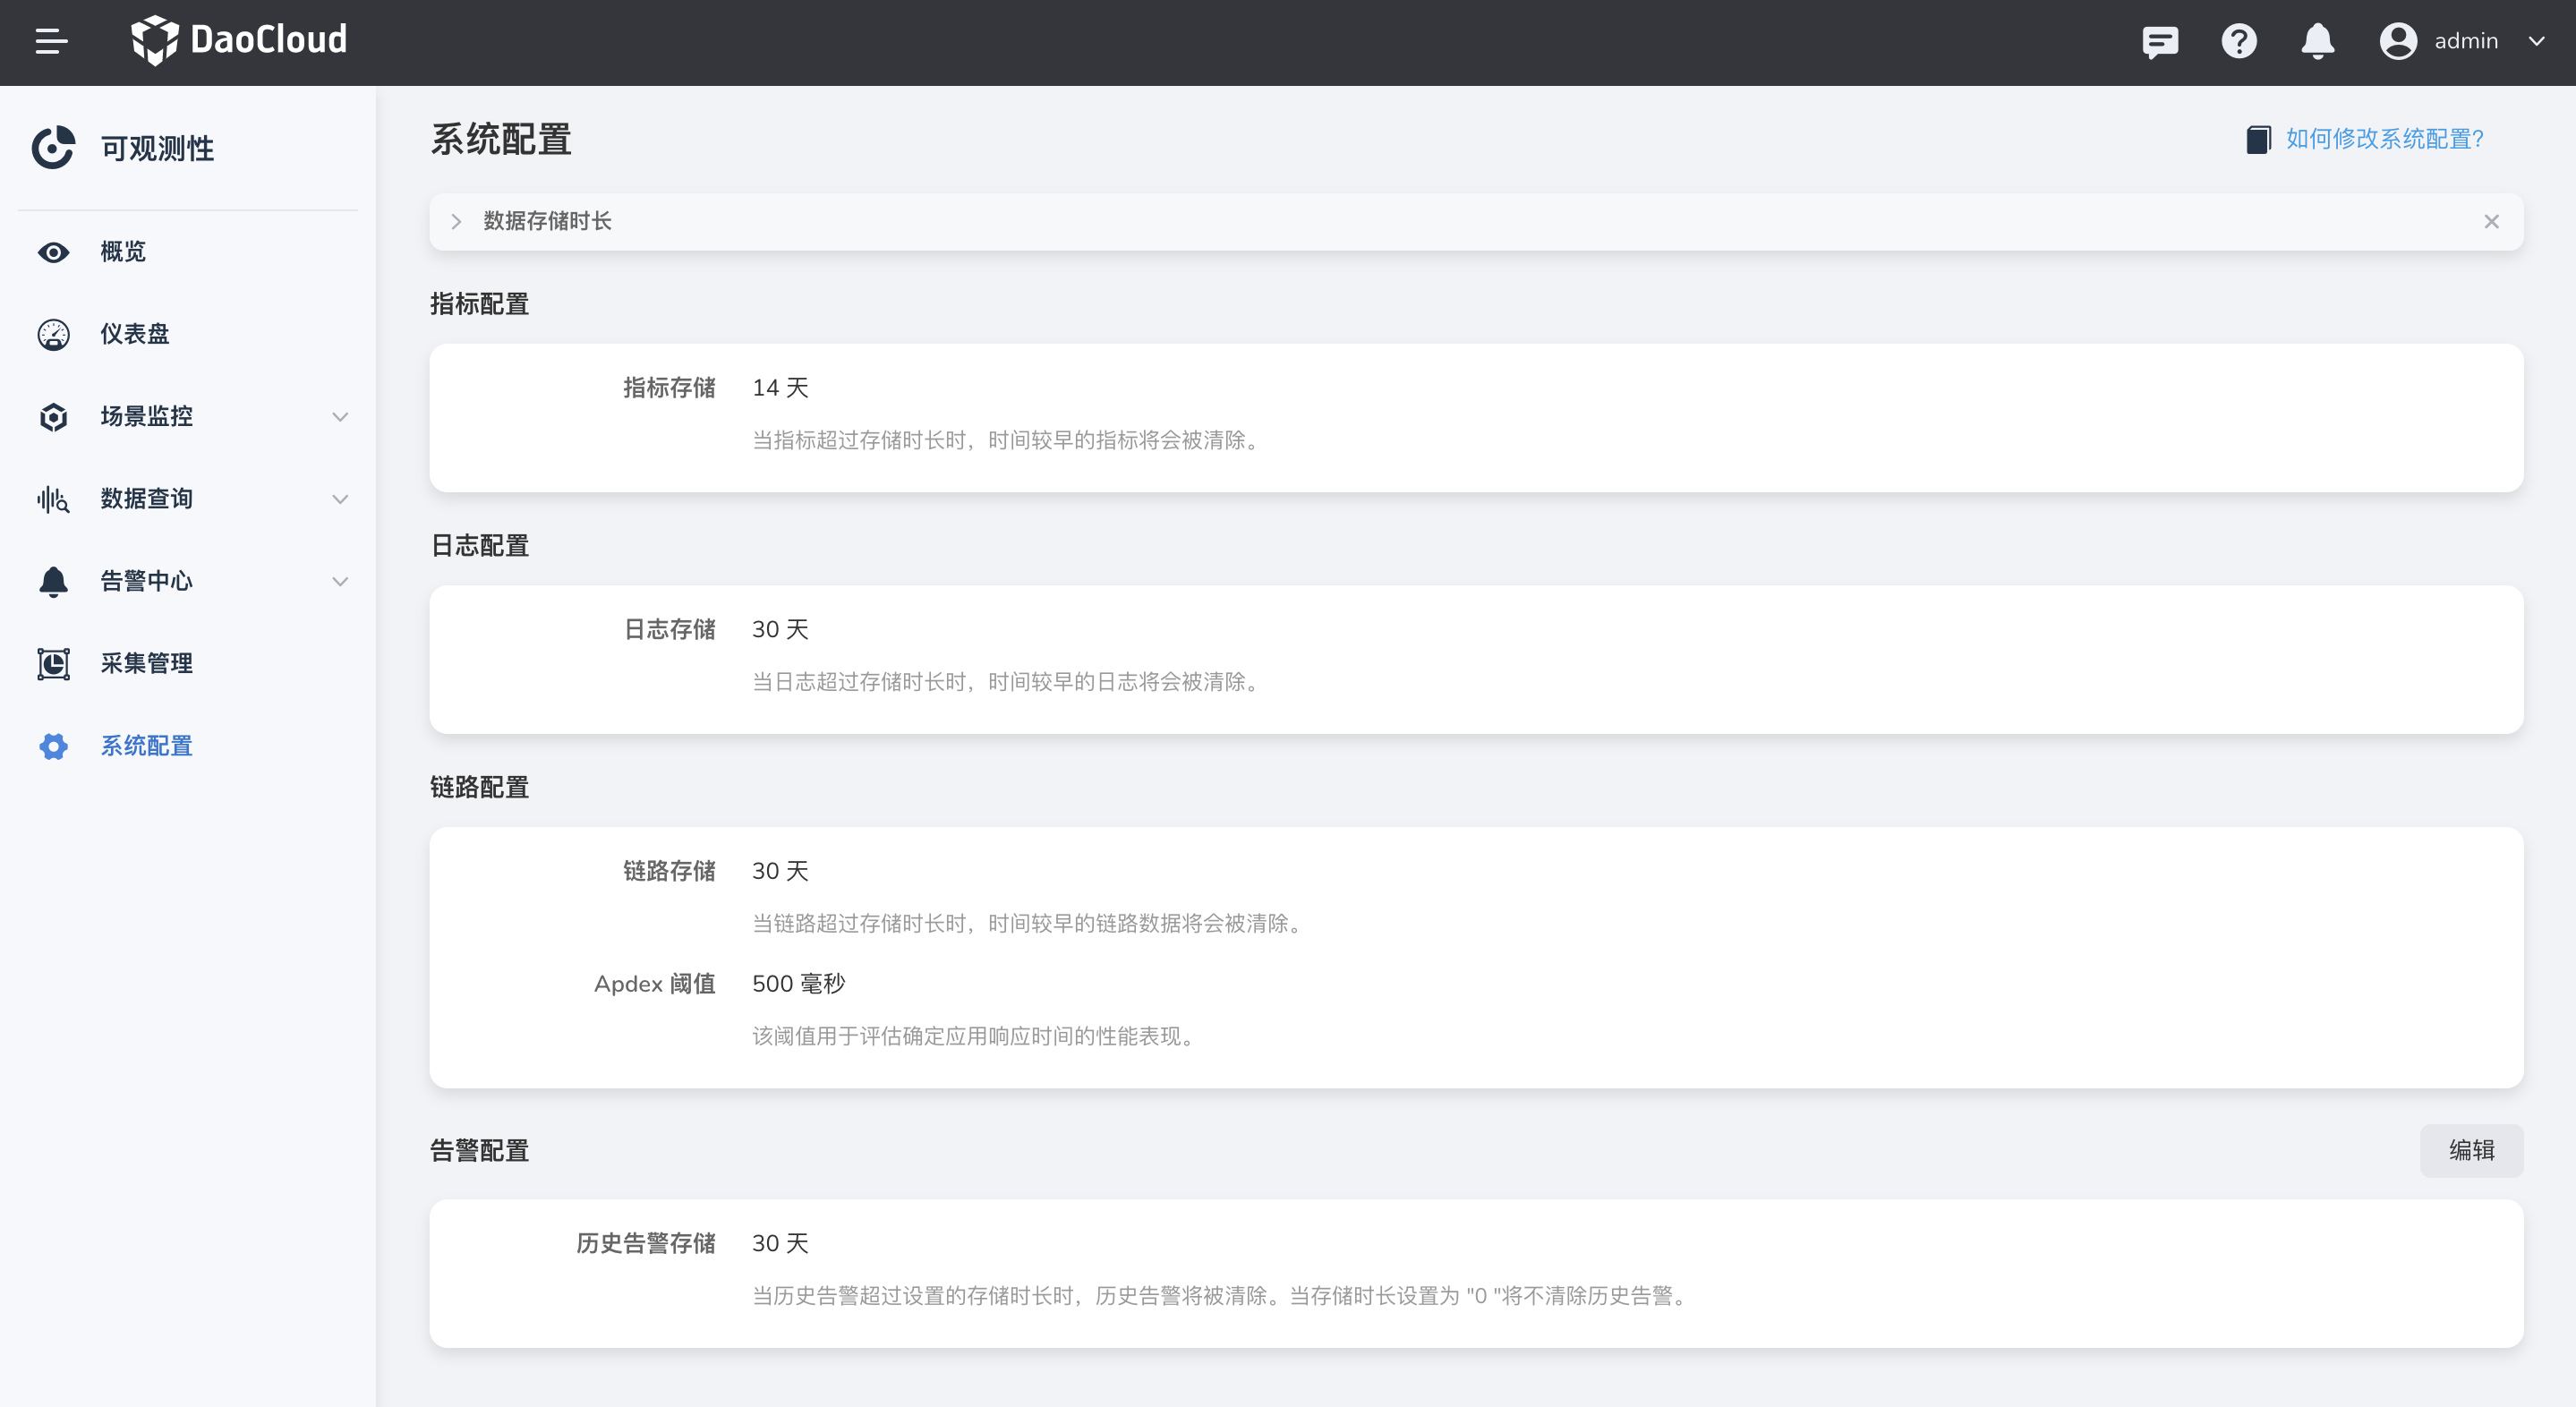 DaoCloud
admin
可观测性
概览
仪表盘
场景监控
数据查询
告警中心
采集管理
系统配置
系统配置
如何修改系统配置?
数据存储时长
指标配置
指标存储 14 天
当指标超过存储时长时，时间较早的指标将会被清除。
日志配置
日志存储 30 天
当日志超过存储时长时，时间较早的日志将会被清除。
链路配置
链路存储 30 天
当链路超过存储时长时，时间较早的链路数据将会被清除。
Apdex 阈值 500 毫秒
该阈值用于评估确定应用响应时间的性能表现。
告警配置
编辑
历史告警存储 30 天
当历史告警超过设置的存储时长时，历史告警将被清除。当存储时长设置为 "0 "将不清除历史告警。